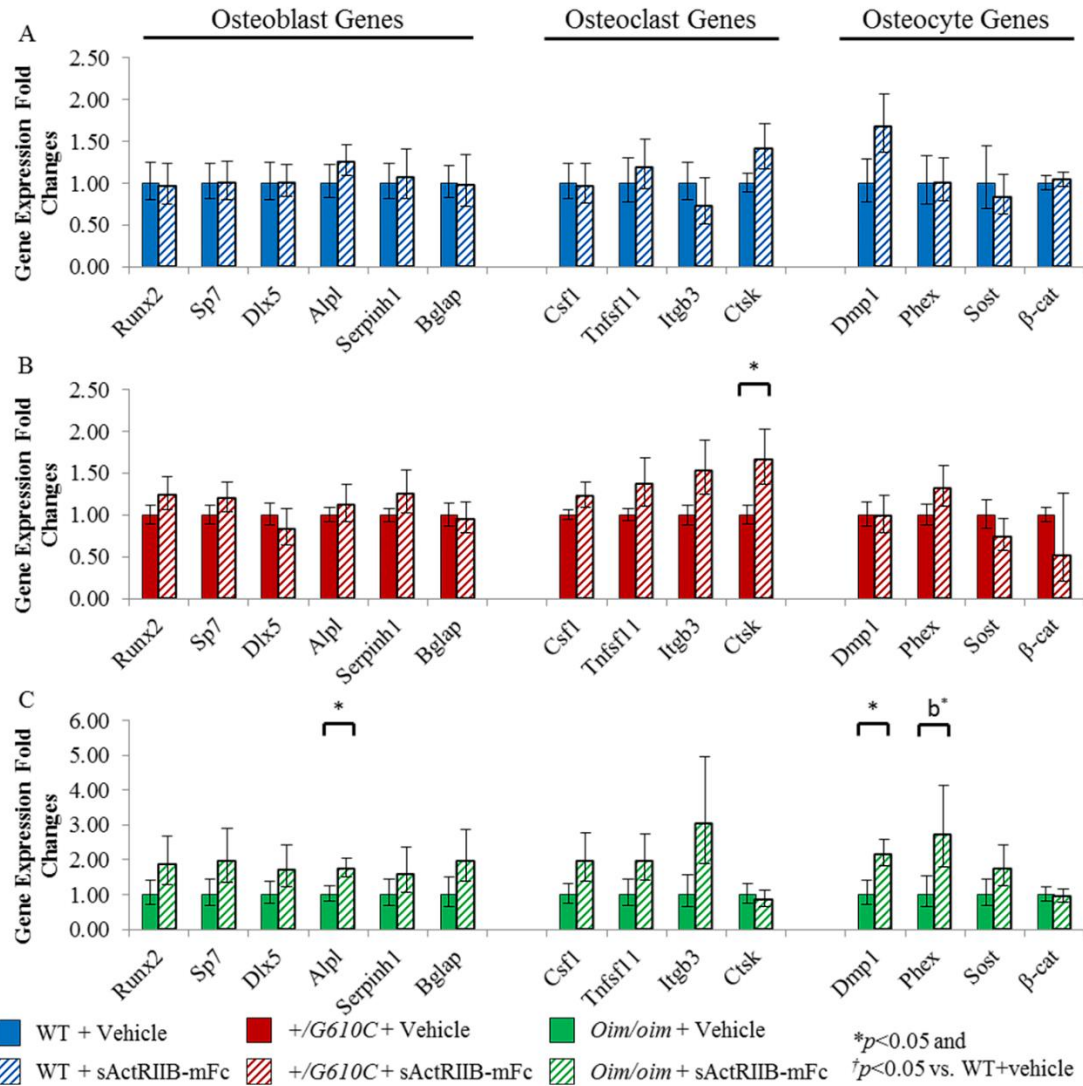 Osteoblast Genes Osteoclast Genes Osteocyte Genes
A
Gene Expression Fold
Changes
2.50
2.00
1.50
1.00
0.50
0.00
Runx2 Sp7 Dlx5 Alpl Serpinh1 Bglap Csf1 Tnfsf11 Itgb3 Ctsk Dmp1 Phex Sost β-cat
B
Gene Expression Fold
Changes
*
2.50
2.00
1.50
1.00
0.50
0.00
Runx2 Sp7 Dlx5 Alpl Serpinh1 Bglap Csf1 Tnfsf11 Itgb3 Ctsk Dmp1 Phex Sost β-cat
C
Gene Expression Fold
Changes
* * b*
6.00
5.00
4.00
3.00
2.00
1.00
0.00
Runx2 Sp7 Dlx5 Alpl Serpinh1 Bglap Csf1 Tnfsf11 Itgb3 Ctsk Dmp1 Phex Sost β-cat
WT + Vehicle +/G610C + Vehicle Oim/oim + Vehicle
WT + sActRIIB-mFc +/G610C + sActRIIB-mFc Oim/oim + sActRIIB-mFc
*p<0.05 and
†p<0.05 vs. WT+vehicle